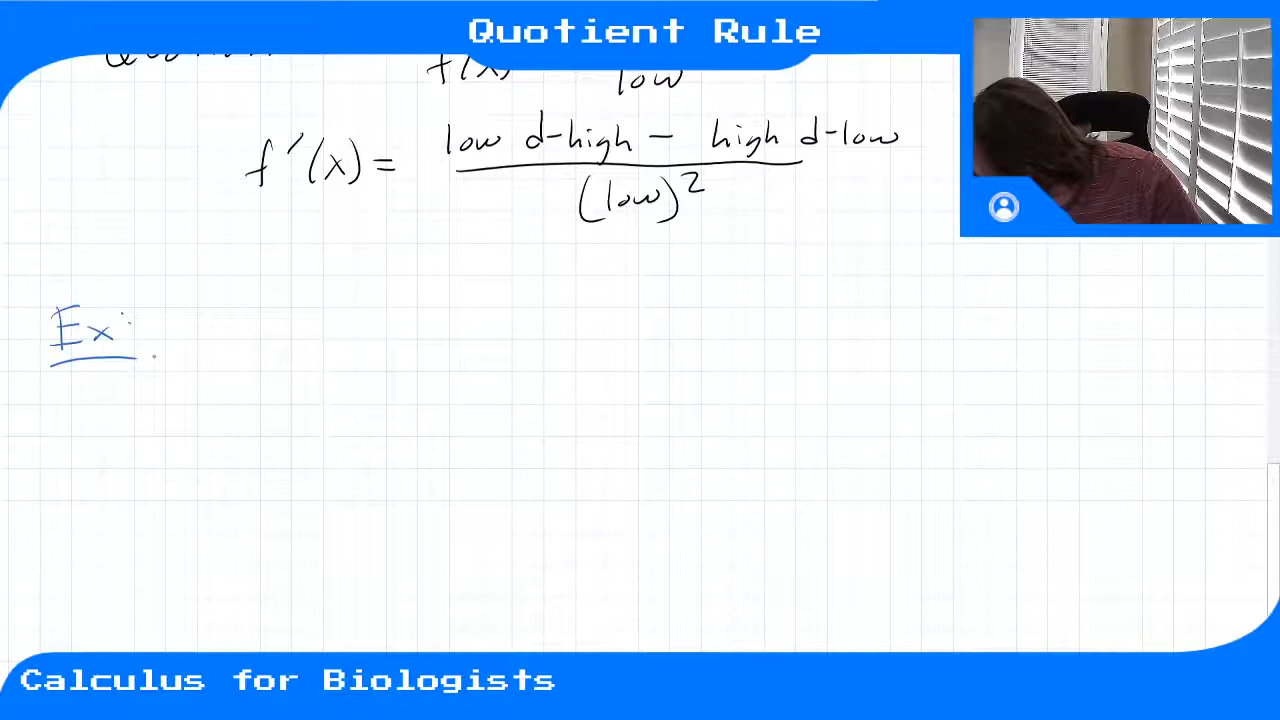 Quotient Rule
f(x)
low
f'(x) = low d-high - high d-low
(low)²
Ex:
Calculus for Biologists